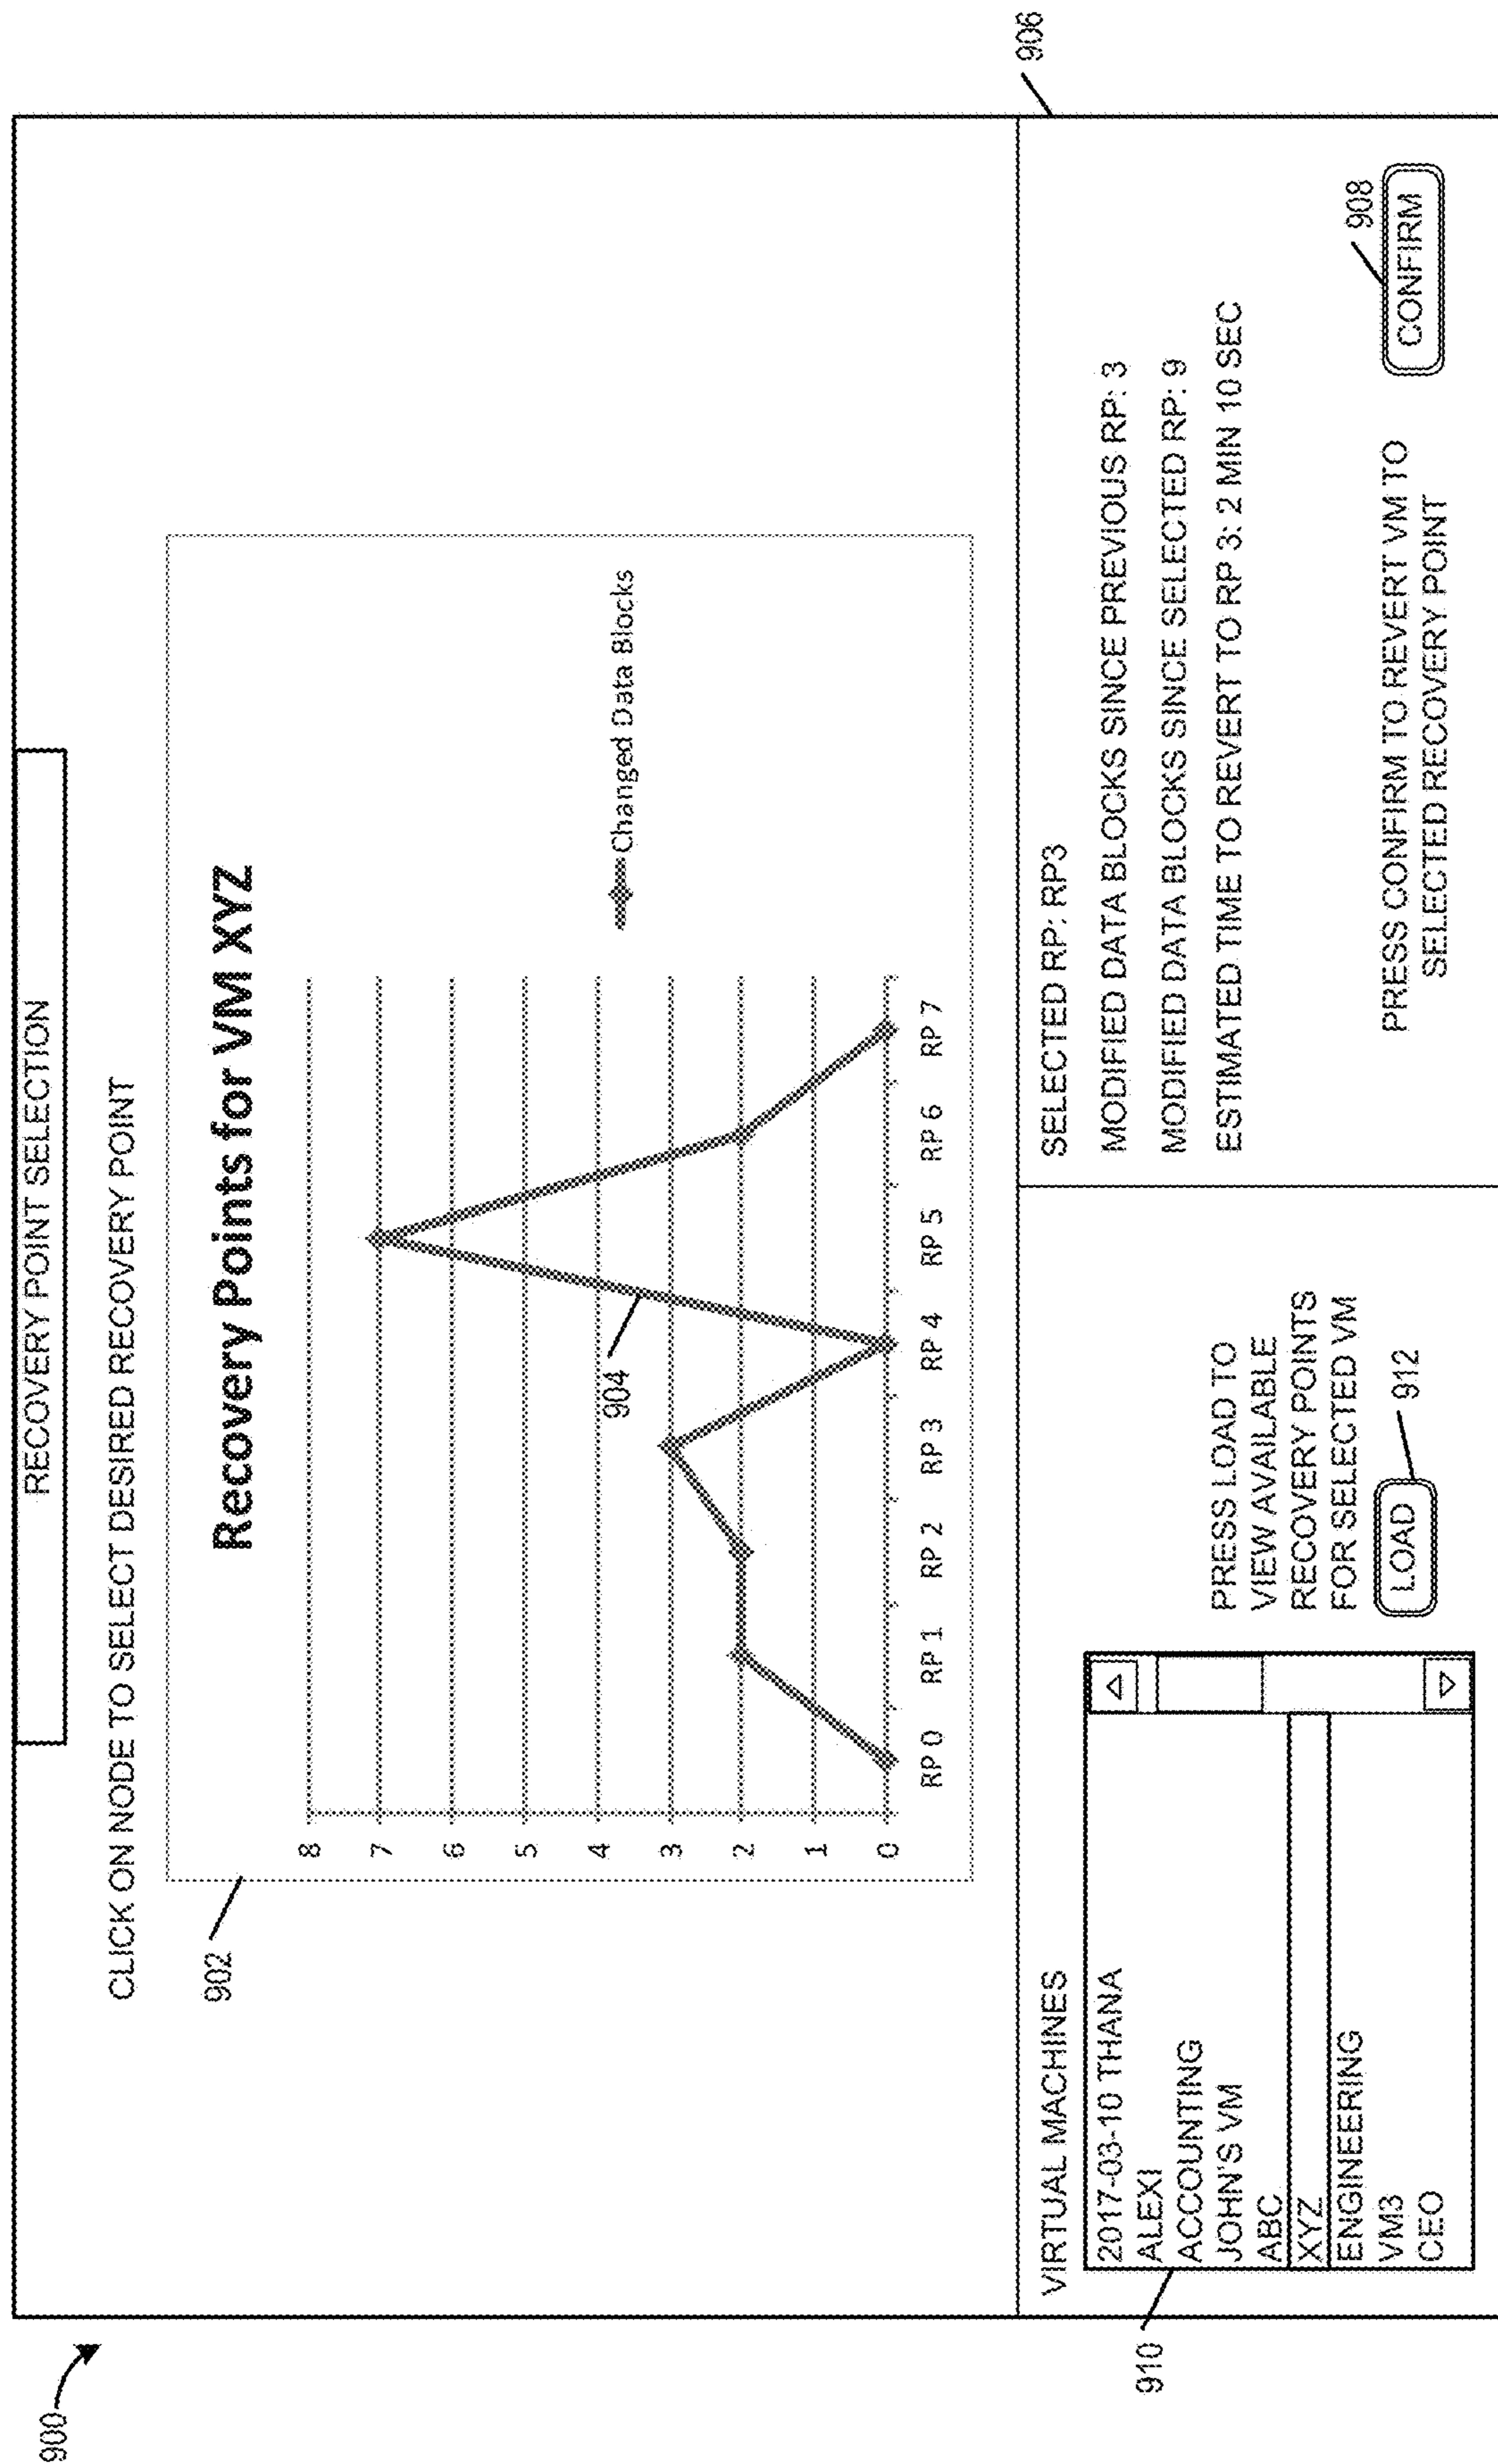 900
RECOVERY POINT SELECTION
CLICK ON NODE TO SELECT DESIRED RECOVERY POINT
902
Recovery Points for VM XYZ
8
7
6
5
4
3
2
1
0
904
Changed Data Blocks
RP 0 RP 1 RP 2 RP 3 RP 4 RP 5 RP 6 RP 7
VIRTUAL MACHINES
910
2017-03-10 THANA
ALEXI
ACCOUNTING
JOHN'S VM
ABC
XYZ
ENGINEERING
VM3
CEO
PRESS LOAD TO
VIEW AVAILABLE
RECOVERY POINTS
FOR SELECTED VM
LOAD
912
906
SELECTED RP: RP3
MODIFIED DATA BLOCKS SINCE PREVIOUS RP: 3
MODIFIED DATA BLOCKS SINCE SELECTED RP: 9
ESTIMATED TIME TO REVERT TO RP 3: 2 MIN 10 SEC
PRESS CONFIRM TO REVERT VM TO
SELECTED RECOVERY POINT
908
CONFIRM